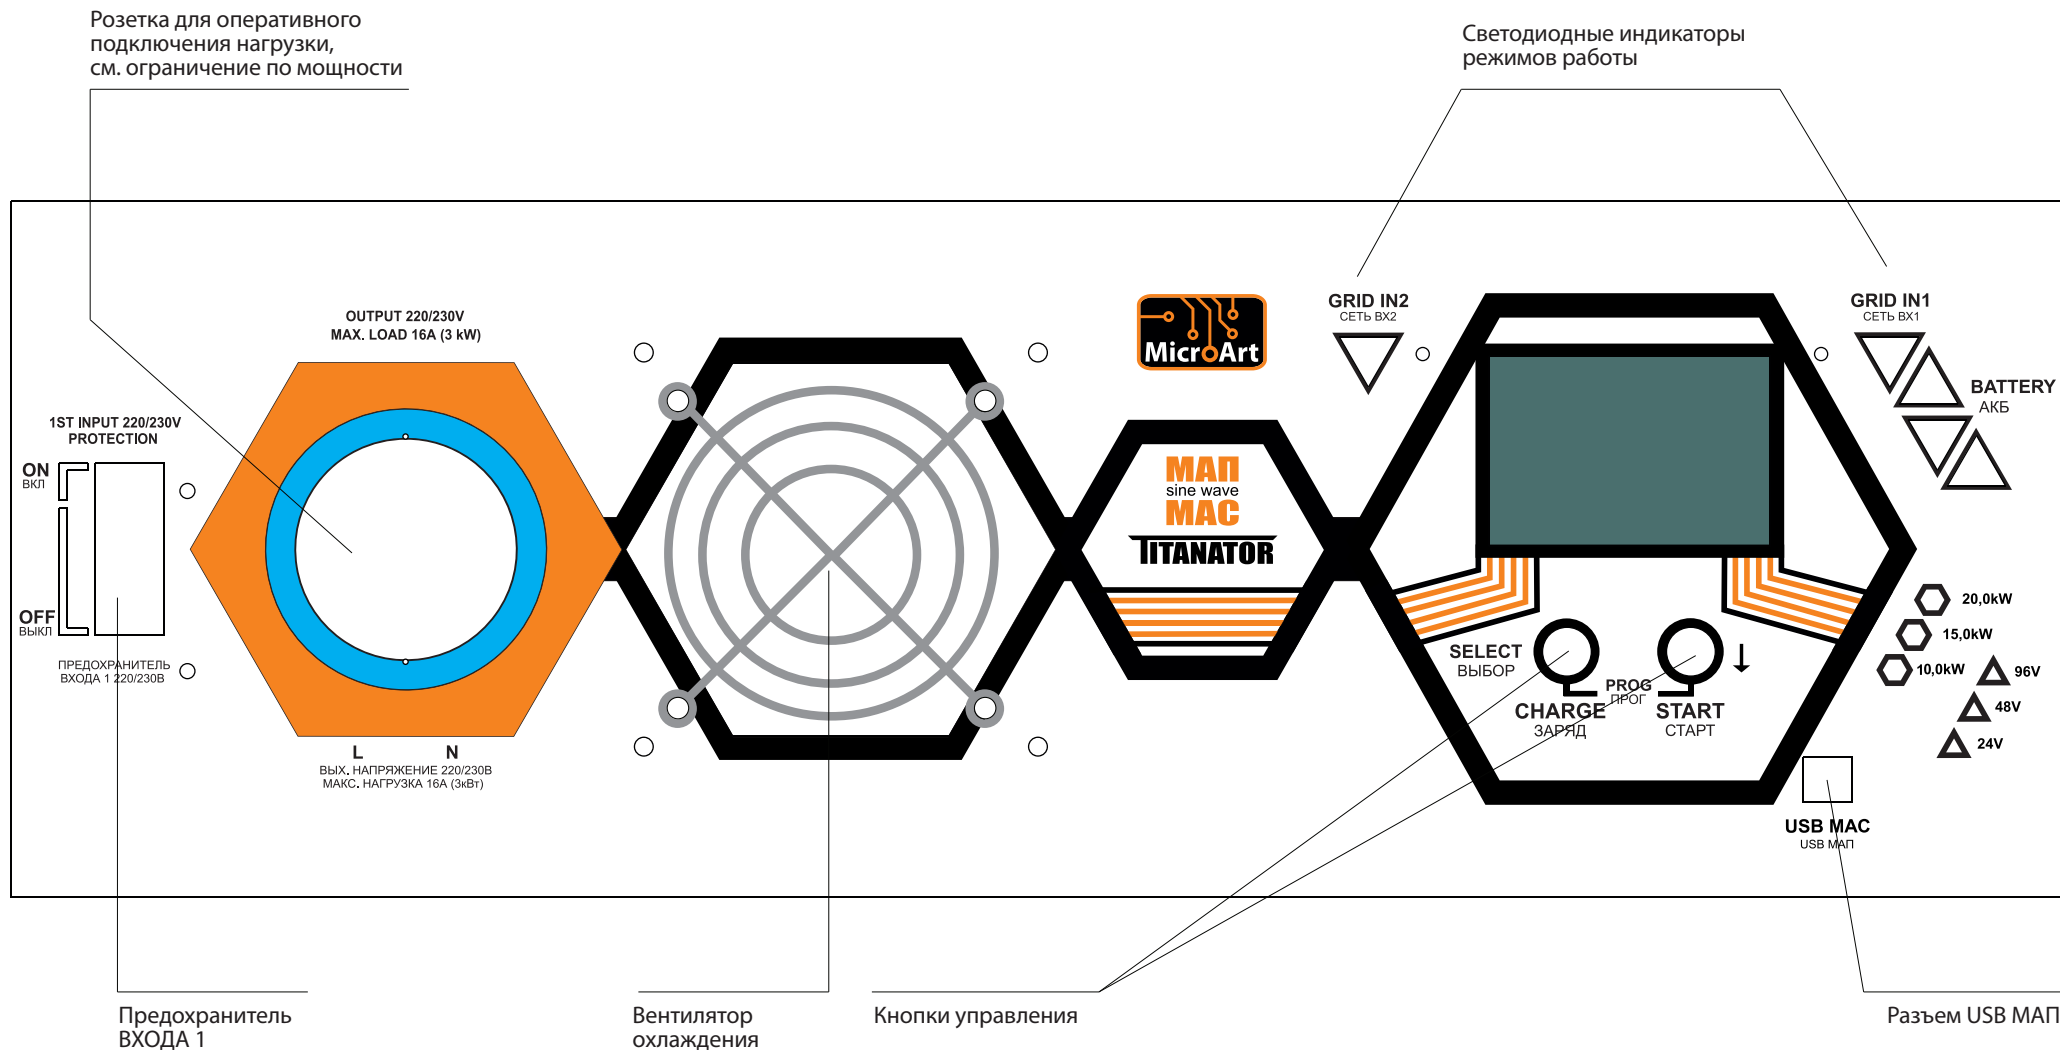 Розетка для оперативного
подключения нагрузки,
см. ограничение по мощности
Светодиодные индикаторы
режимов работы
OUTPUT 220/230V
MAX. LOAD 16A (3 kW)
1ST INPUT 220/230V
PROTECTION
ON
ВКЛ
OFF
ВЫКЛ
ПРЕДОХРАНИТЕЛЬ
ВХОДА 1 220/230В
L N
ВЫХ. НАПРЯЖЕНИЕ 220/230В
МАКС. НАГРУЗКА 16А (3кВт)
MicroArt
МАП
sine wave
МАС
TITANATOR
GRID IN2
СЕТЬ ВХ2
GRID IN1
СЕТЬ ВХ1
BATTERY
АКБ
SELECT
ВЫБОР
↓
PROG
ПРОГ
CHARGE
ЗАРЯД
START
СТАРТ
20,0kW
15,0kW
10,0kW
96V
48V
24V
USB MAC
USB МАП
Предохранитель
ВХОДА 1
Вентилятор
охлаждения
Кнопки управления
Разъем USB МАП